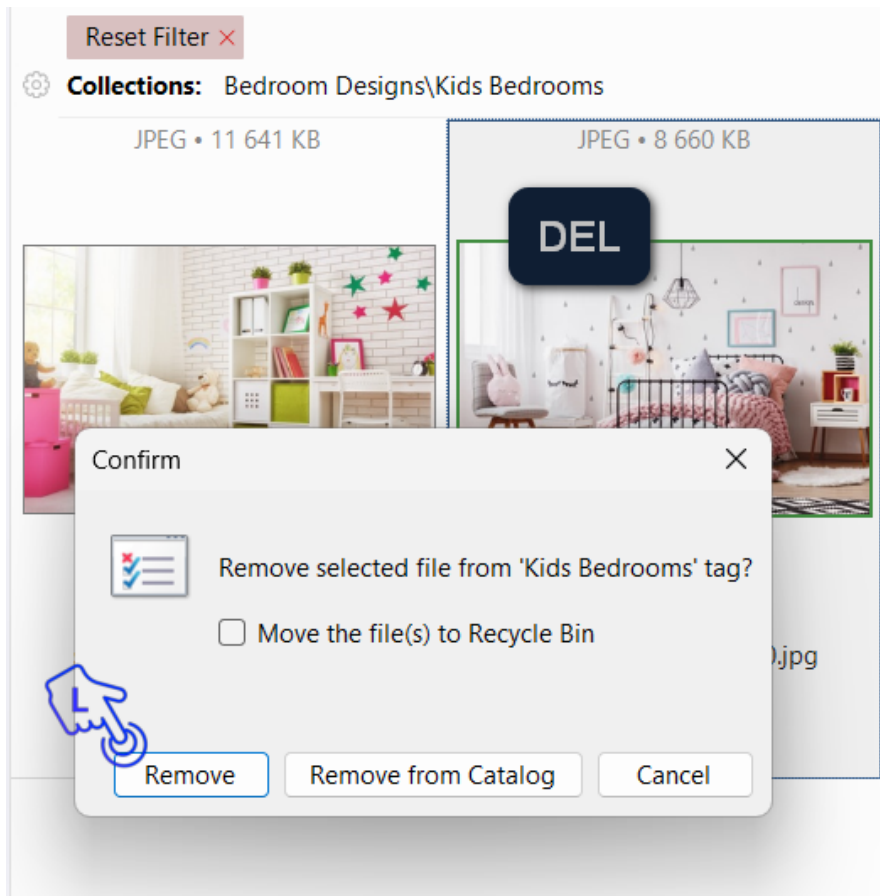 Reset Filter ×
Collections: Bedroom Designs\Kids Bedrooms
JPEG • 11 641 KB
JPEG • 8 660 KB
DEL
design.
Confirm
Remove selected file from 'Kids Bedrooms' tag?
Move the file(s) to Recycle Bin
.jpg
L
Remove
Remove from Catalog
Cancel